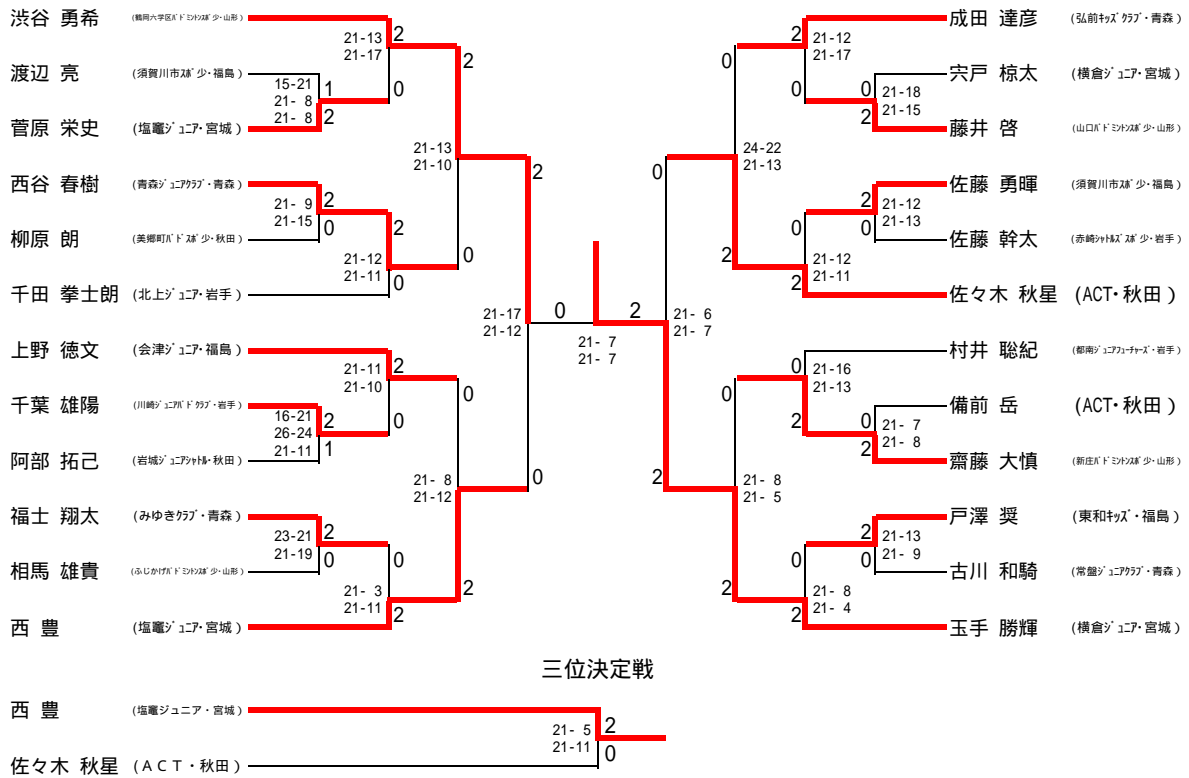 渋谷 勇希 (鶴岡六学区ﾊﾞﾄﾞﾐﾝﾄﾝｽﾎﾟ少・山形)
21-13 2
21-17
2
渡辺 亮 (須賀川市ｽﾎﾟ少・福島)
15-21 1
21- 8
21- 8 2
0
菅原 栄史 (塩竈ｼﾞｭﾆｱ・宮城)
21-13
21-10
2
西谷 春樹 (青森ｼﾞｭﾆｱｸﾗﾌﾞ・青森)
21- 9 2
21-15 0
2
柳原 朗 (美郷町ﾊﾞﾄﾞｽﾎﾟ少・秋田)
21-12
21-11
0
0
千田 拳士朗 (北上ｼﾞｭﾆｱ・岩手)
21-17
21-12
0
上野 徳文 (会津ｼﾞｭﾆｱ・福島)
21-11 2
21-10
0
千葉 雄陽 (川崎ｼﾞｭﾆｱﾊﾞﾄﾞｸﾗﾌﾞ・岩手)
16-21 2
26-24
21-11 1
0
阿部 拓己 (岩城ｼﾞｭﾆｱｼｬﾄﾙ・秋田)
21- 8
21-12
0
福士 翔太 (みゆきｸﾗﾌﾞ・青森)
23-21 2
21-19 0
0
相馬 雄貴 (ふじかげﾊﾞﾄﾞﾐﾝﾄﾝｽﾎﾟ少・山形)
21- 3
21-11
2
2
西 豊 (塩竈ｼﾞｭﾆｱ・宮城)
21- 7
21- 7
2
成田 達彦 (弘前ｷｯｽﾞｸﾗﾌﾞ・青森)
2 21-12
21-17
0
宍戸 椋太 (横倉ｼﾞｭﾆｱ・宮城)
0 21-18
21-15
2
0
藤井 啓 (山口ﾊﾞﾄﾞﾐﾝﾄﾝｽﾎﾟ少・山形)
24-22
21-13
0
佐藤 勇暉 (須賀川市ｽﾎﾟ少・福島)
2 21-12
21-13
0
0
佐藤 幹太 (赤崎ｼｬﾄﾙｽﾞｽﾎﾟ少・岩手)
21-12
21-11
2
2
佐々木 秋星 (ACT・秋田)
21- 6
21- 7
村井 聡紀 (都南ｼﾞｭﾆｱﾌｭｰﾁｬｰｽﾞ・岩手)
0 21-16
21-13
0
備前 岳 (ACT・秋田)
0 21- 7
21- 8
2
2
齋藤 大慎 (新庄ﾊﾞﾄﾞﾐﾝﾄﾝｽﾎﾟ少・山形)
21- 8
21- 5
2
戸澤 奨 (東和ｷｯｽﾞ・福島)
2 21-13
21- 9
0
0
古川 和騎 (常盤ｼﾞｭﾆｱｸﾗﾌﾞ・青森)
21- 8
21- 4
2
2
玉手 勝輝 (横倉ｼﾞｭﾆｱ・宮城)
三位決定戦
西 豊 (塩竈ジュニア・宮城)
21- 5 2
21-11 0
佐々木 秋星 (ＡＣＴ・秋田)